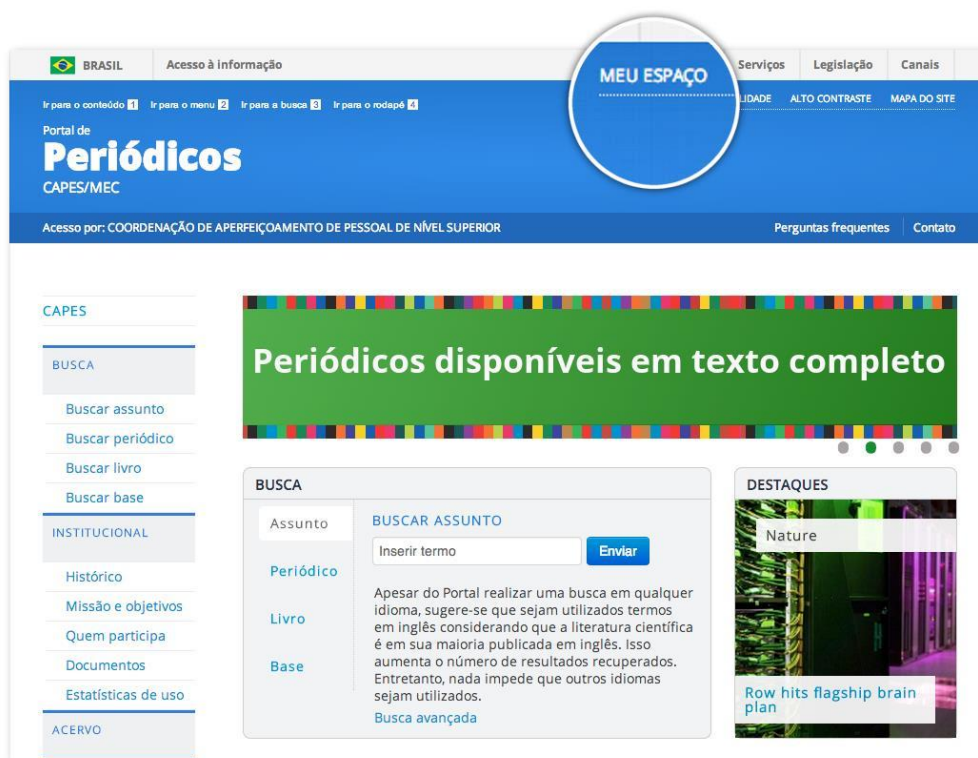 BRASIL
Acesso à informação
MEU ESPAÇO
Serviços
Legislação
Canais
Ir para o conteúdo 1
Ir para o menu 2
Ir para a busca 3
Ir para o rodapé 4
ALTO CONTRASTE
MAPA DO SITE
Portal de
Periódicos
CAPES/MEC
Acesso por: COORDENAÇÃO DE APERFEIÇOAMENTO DE PESSOAL DE NÍVEL SUPERIOR
Perguntas frequentes
Contato
CAPES
BUSCA
Buscar assunto
Buscar periódico
Buscar livro
Buscar base
INSTITUCIONAL
Histórico
Missão e objetivos
Quem participa
Documentos
Estatísticas de uso
ACERVO
Periódicos disponíveis em texto completo
BUSCA
Assunto
Periódico
Livro
Base
BUSCAR ASSUNTO
Inserir termo
Enviar
Apesar do Portal realizar uma busca em qualquer
idioma, sugere-se que sejam utilizados termos
em inglês considerando que a literatura científica
é em sua maioria publicada em inglês. Isso
aumenta o número de resultados recuperados.
Entretanto, nada impede que outros idiomas
sejam utilizados.
Busca avançada
DESTAQUES
Nature
Row hits flagship brain
plan